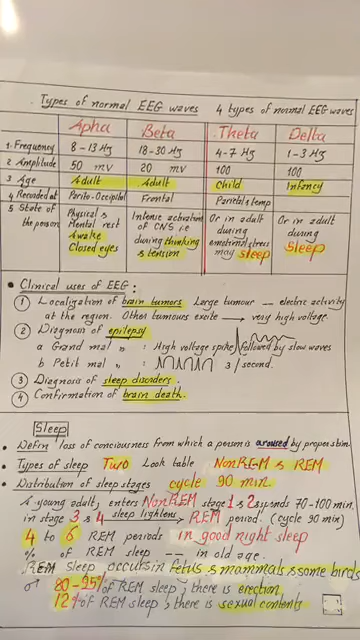 Types of normal EEG waves 4 types of normal EEG waves
Apha Beta Theta Delta
1. Frequency 8-13 Hz 18-30 Hz 4-7 Hz 1-3 Hz
2 Amplitude 50 mv 20 mv 100 100
3 Age Adult Adult Child Infancy
4 Recorded at Parito-Occipital Frontal Parietal & temp
5 State of the person Physical & Mental rest Awake Closed eyes Intense activation of CNS i.e during thinking & tension Or in adult during emotional stress may sleep Or in adult during Sleep
• Clinical uses of EEG:
① Localization of brain tumors. Large tumour — electric activity
at the region. Other tumours excite → very high voltage.
② Diagnosis of epilepsy
a Grand mal " High voltage spike followed by slow waves
b Petit mal " : 3/second.
③ Diagnosis of sleep disorders.
④ Confirmation of brain death.
Sleep
• Defin loss of conciousness from which a person is aroused by proper stim.
• Types of sleep Two Look table NonREM & REM
• Distribution of sleep stages cycle 90 min.
A young adult, enters NonREM stage 1 & 2 spends 70-100 min.
in stage 3 & 4 sleep lightens → REM period. (cycle 90 min)
4 to 6 REM periods in good night sleep
% of REM sleep -- in old age.
REM sleep occurs in fetus & mammals & some birds
of REM sleep, there is erection
12% of REM sleep, there is sexual contents